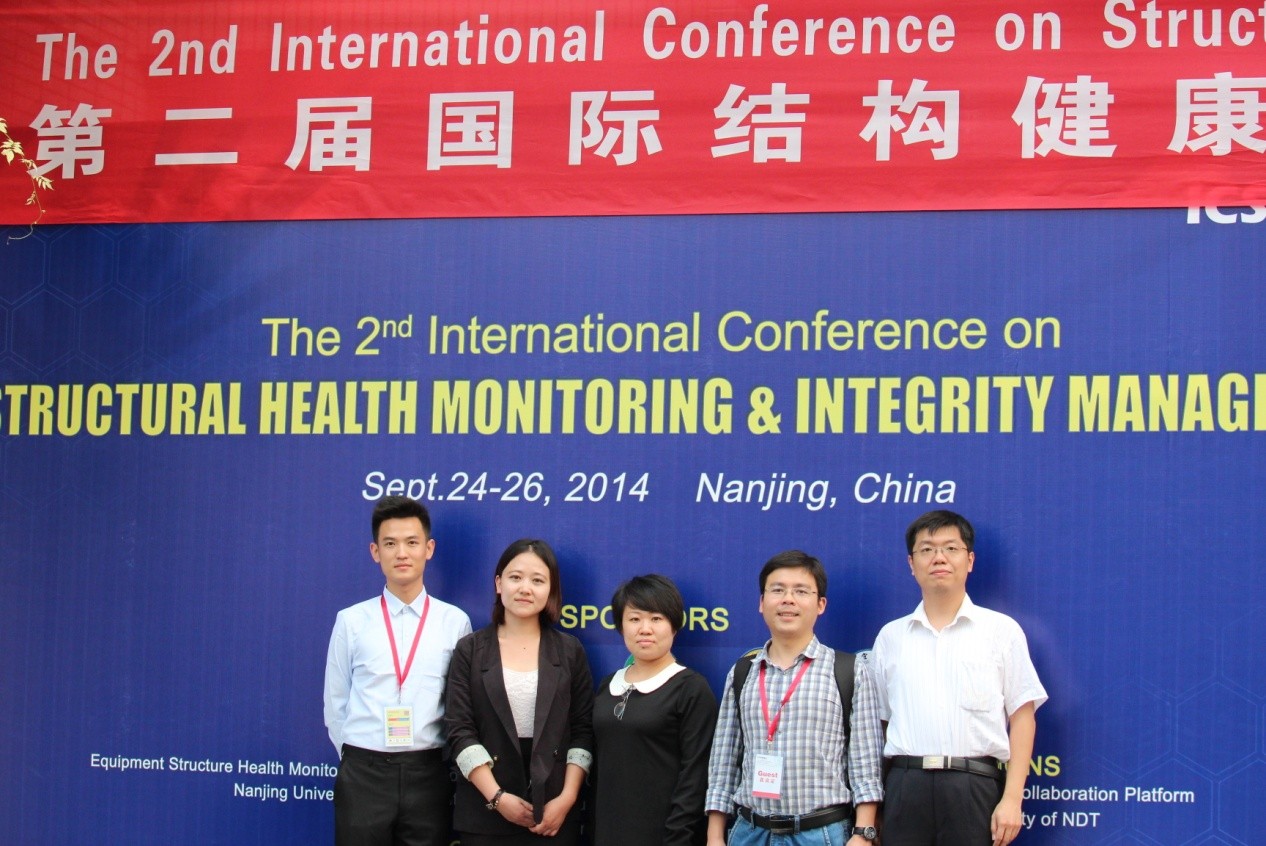 The 2nd International Conference on Struct
第二届国际结构健康
ics
The 2nd International Conference on
STRUCTURAL HEALTH MONITORING & INTEGRITY MANAG
Sept.24-26, 2014 Nanjing, China
SPO ORS
NS
Equipment Structure Health Monito
ollaboration Platform
Nanjing Unive
ty of NDT
Guest